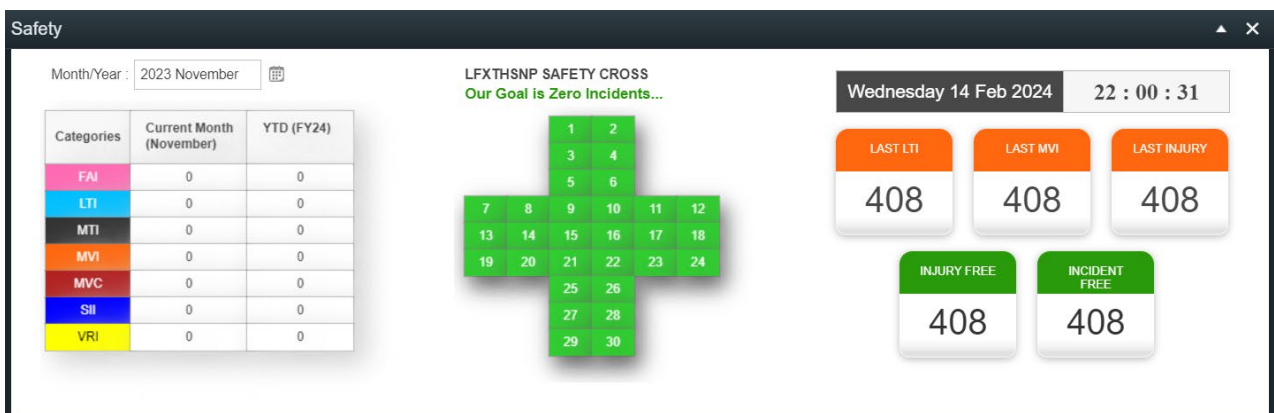 Safety
Month/Year : 2023 November
Categories Current Month (November) YTD (FY24)
FAI 0 0
LTI 0 0
MTI 0 0
MVI 0 0
MVC 0 0
SII 0 0
VRI 0 0
LFXTHSNP SAFETY CROSS
Our Goal is Zero Incidents...
1 2
3 4
5 6
7 8 9 10 11 12
13 14 15 16 17 18
19 20 21 22 23 24
25 26
27 28
29 30
Wednesday 14 Feb 2024 22 : 00 : 31
LAST LTI LAST MVI LAST INJURY
408 408 408
INJURY FREE INCIDENT FREE
408 408